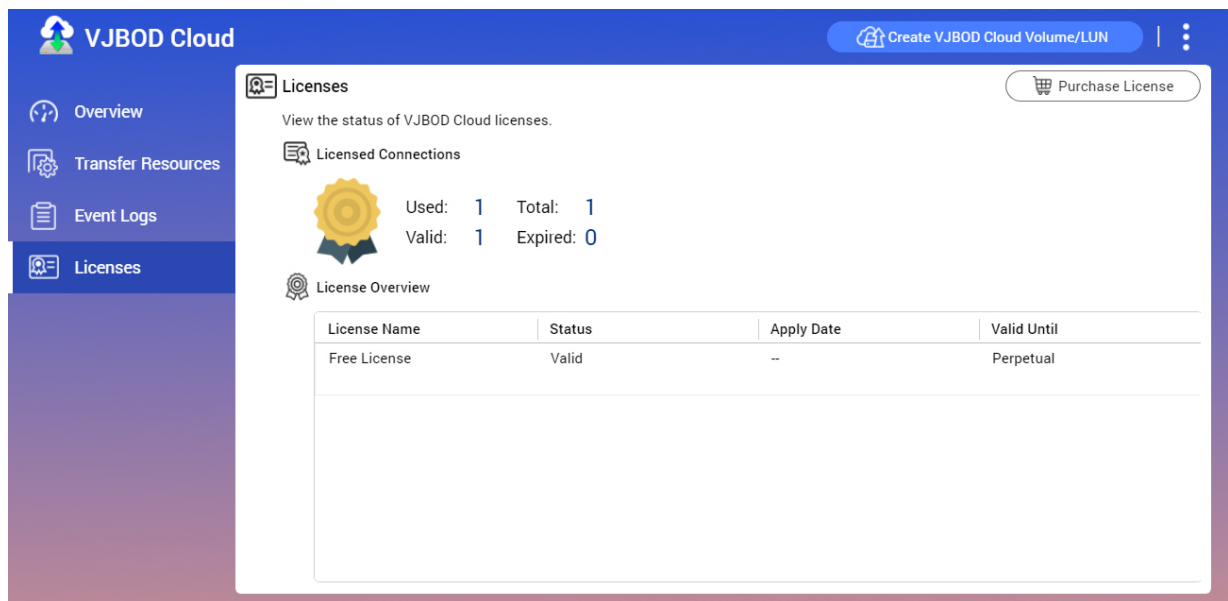 VJBOD Cloud
Create VJBOD Cloud Volume/LUN
Overview
Transfer Resources
Event Logs
Licenses
Licenses
Purchase License
View the status of VJBOD Cloud licenses.
Licensed Connections
Used: 1 Total: 1
Valid: 1 Expired: 0
License Overview
License Name Status Apply Date Valid Until
Free License Valid -- Perpetual